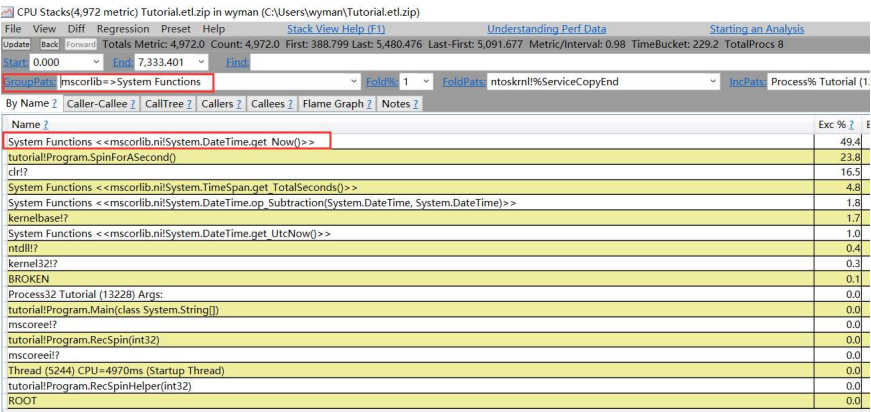 CPU Stacks(4,972 metric) Tutorial.etl.zip in wyman (C:\Users\wyman\Tutorial.etl.zip)
File View Diff Regression Preset Help Stack View Help (F1) Understanding Perf Data Starting an Analysis
Update Back Forward Totals Metric: 4,972.0 Count: 4,972.0 First: 388.799 Last: 5,480.476 Last-First: 5,091.677 Metric/Interval: 0.98 TimeBucket: 229.2 TotalProcs 8
Start: 0.000 End: 7,333.401 Find:
GroupPats: mscorlib=>System Functions Fold%: 1 FoldPats: ntoskrnl!%ServiceCopyEnd IncPats: Process% Tutorial (1
By Name ? Caller-Callee ? CallTree ? Callers ? Callees ? Flame Graph ? Notes ?
Name ? Exc % ? E
System Functions <<mscorlib.ni!System.DateTime.get_Now()>> 49.4
tutorial!Program.SpinForASecond() 23.8
clr!? 16.5
System Functions <<mscorlib.ni!System.TimeSpan.get_TotalSeconds()>> 4.8
System Functions <<mscorlib.ni!System.DateTime.op_Subtraction(System.DateTime, System.DateTime)>> 1.8
kernelbase!? 1.7
System Functions <<mscorlib.ni!System.DateTime.get_UtcNow()>> 1.0
ntdll!? 0.4
kernel32!? 0.3
BROKEN 0.1
Process32 Tutorial (13228) Args: 0.0
tutorial!Program.Main(class System.String[]) 0.0
mscoree!? 0.0
tutorial!Program.RecSpin(int32) 0.0
mscoreei!? 0.0
Thread (5244) CPU=4970ms (Startup Thread) 0.0
tutorial!Program.RecSpinHelper(int32) 0.0
ROOT 0.0